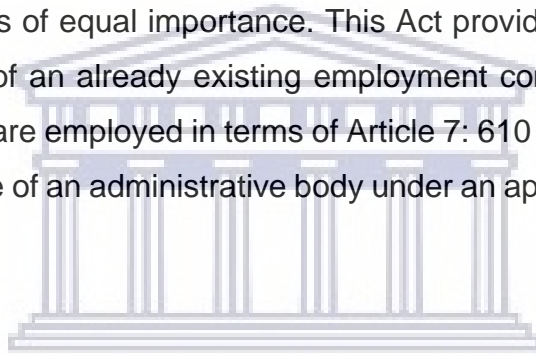 s of equal importance. This Act provid
of an already existing employment con
are employed in terms of Article 7: 610
e of an administrative body under an ap